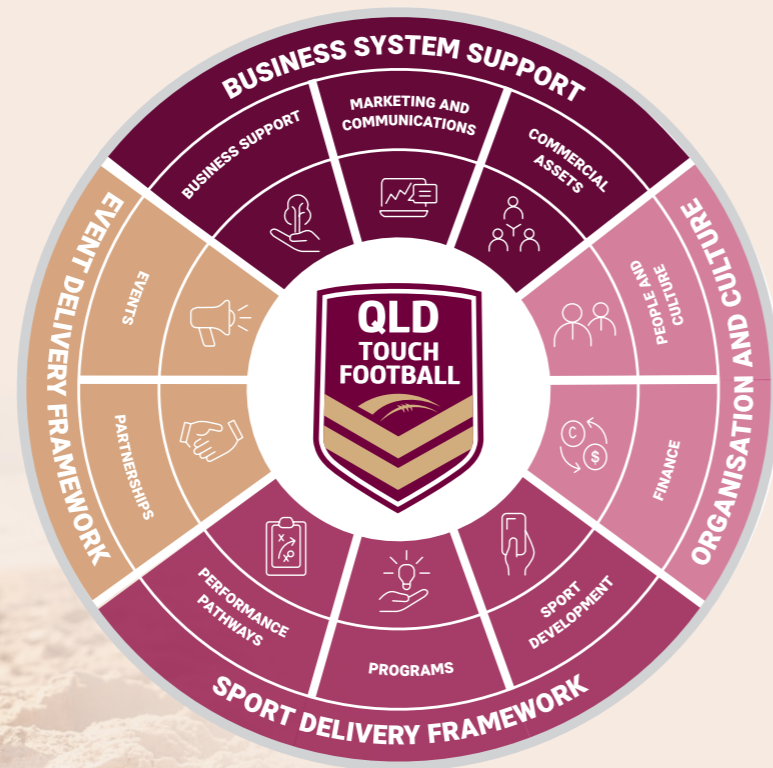 BUSINESS SYSTEM SUPPORT
BUSINESS SUPPORT
MARKETING AND
COMMUNICATIONS
COMMERCIAL
ASSETS
ORGANISATION AND CULTURE
PEOPLE AND
CULTURE
FINANCE
C
$
SPORT DELIVERY FRAMEWORK
SPORT
DEVELOPMENT
PROGRAMS
PERFORMANCE
PATHWAYS
X
X
EVENT DELIVERY FRAMEWORK
PARTNERSHIPS
EVENTS
QLD
TOUCH
FOOTBALL